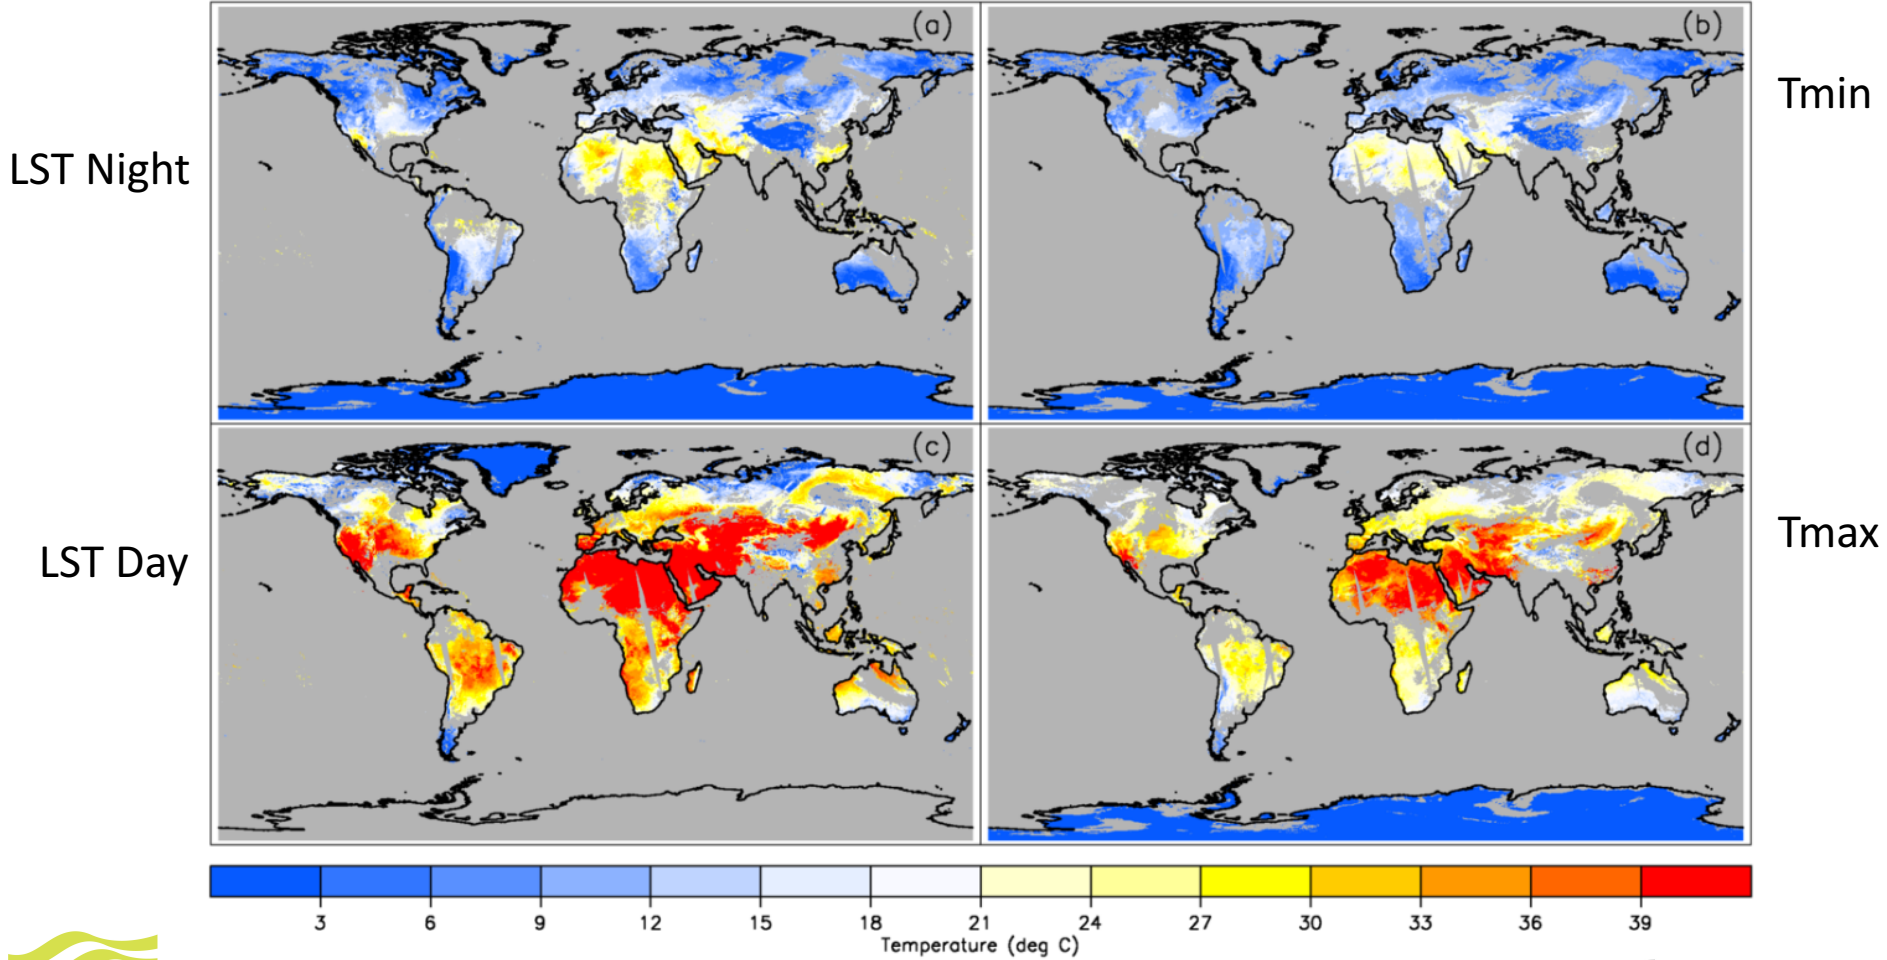 (a)
(b)
Tmin
LST Night
(c)
(d)
Tmax
LST Day
3 6 9 12 15 18 21 24 27 30 33 36 39
Temperature (deg C)